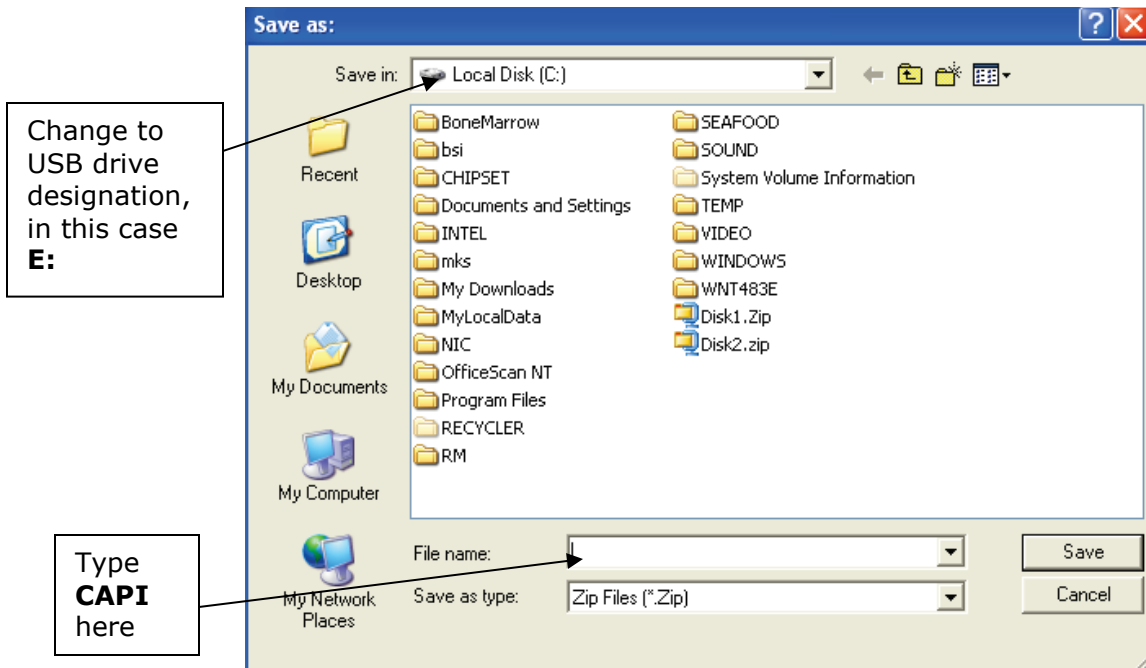 Save as:
Save in: Local Disk (C:)
Change to
USB drive
designation,
in this case
E:
Recent
Desktop
My Documents
My Computer
My Network
Places
BoneMarrow
bsi
CHIPSET
Documents and Settings
INTEL
mks
My Downloads
MyLocalData
NIC
OfficeScan NT
Program Files
RECYCLER
RM
SEAFOOD
SOUND
System Volume Information
TEMP
VIDEO
WINDOWS
WNT483E
Disk1.Zip
Disk2.zip
Type
CAPI
here
File name:
Save
Save as type: Zip Files (*.Zip)
Cancel